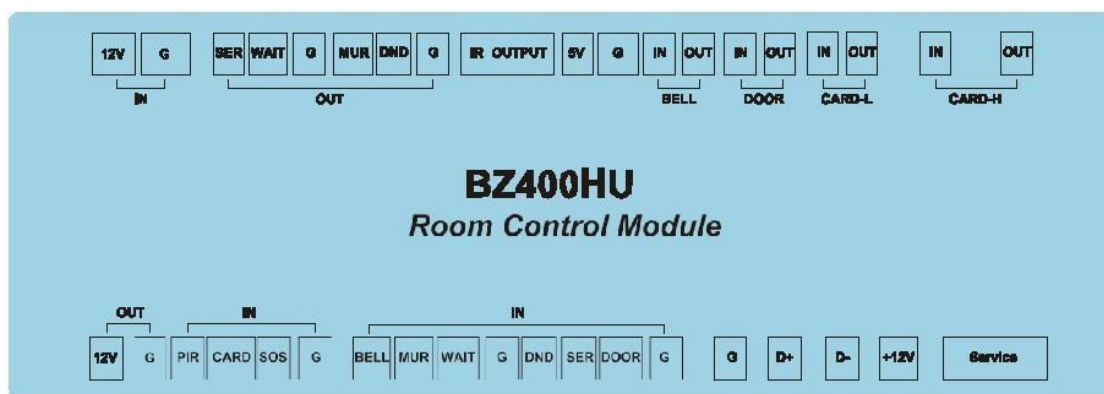 12V G SER WAIT G MUR DND G IR OUTPUT 5V G IN OUT IN OUT IN OUT IN OUT
IN OUT BELL DOOR CARD-L CARD-H
BZ400HU
Room Control Module
OUT IN IN
12V G PIR CARD SOS G BELL MUR WAIT G DND SER DOOR G G D+ D- +12V Service